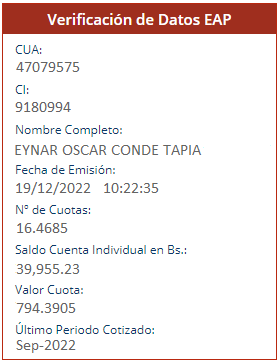 Verificación de Datos EAP
CUA:
47079575
CI:
9180994
Nombre Completo:
EYNAR OSCAR CONDE TAPIA
Fecha de Emisión:
19/12/2022 10:22:35
N° de Cuotas:
16.4685
Saldo Cuenta Individual en Bs.:
39,955.23
Valor Cuota:
794.3905
Último Periodo Cotizado:
Sep-2022